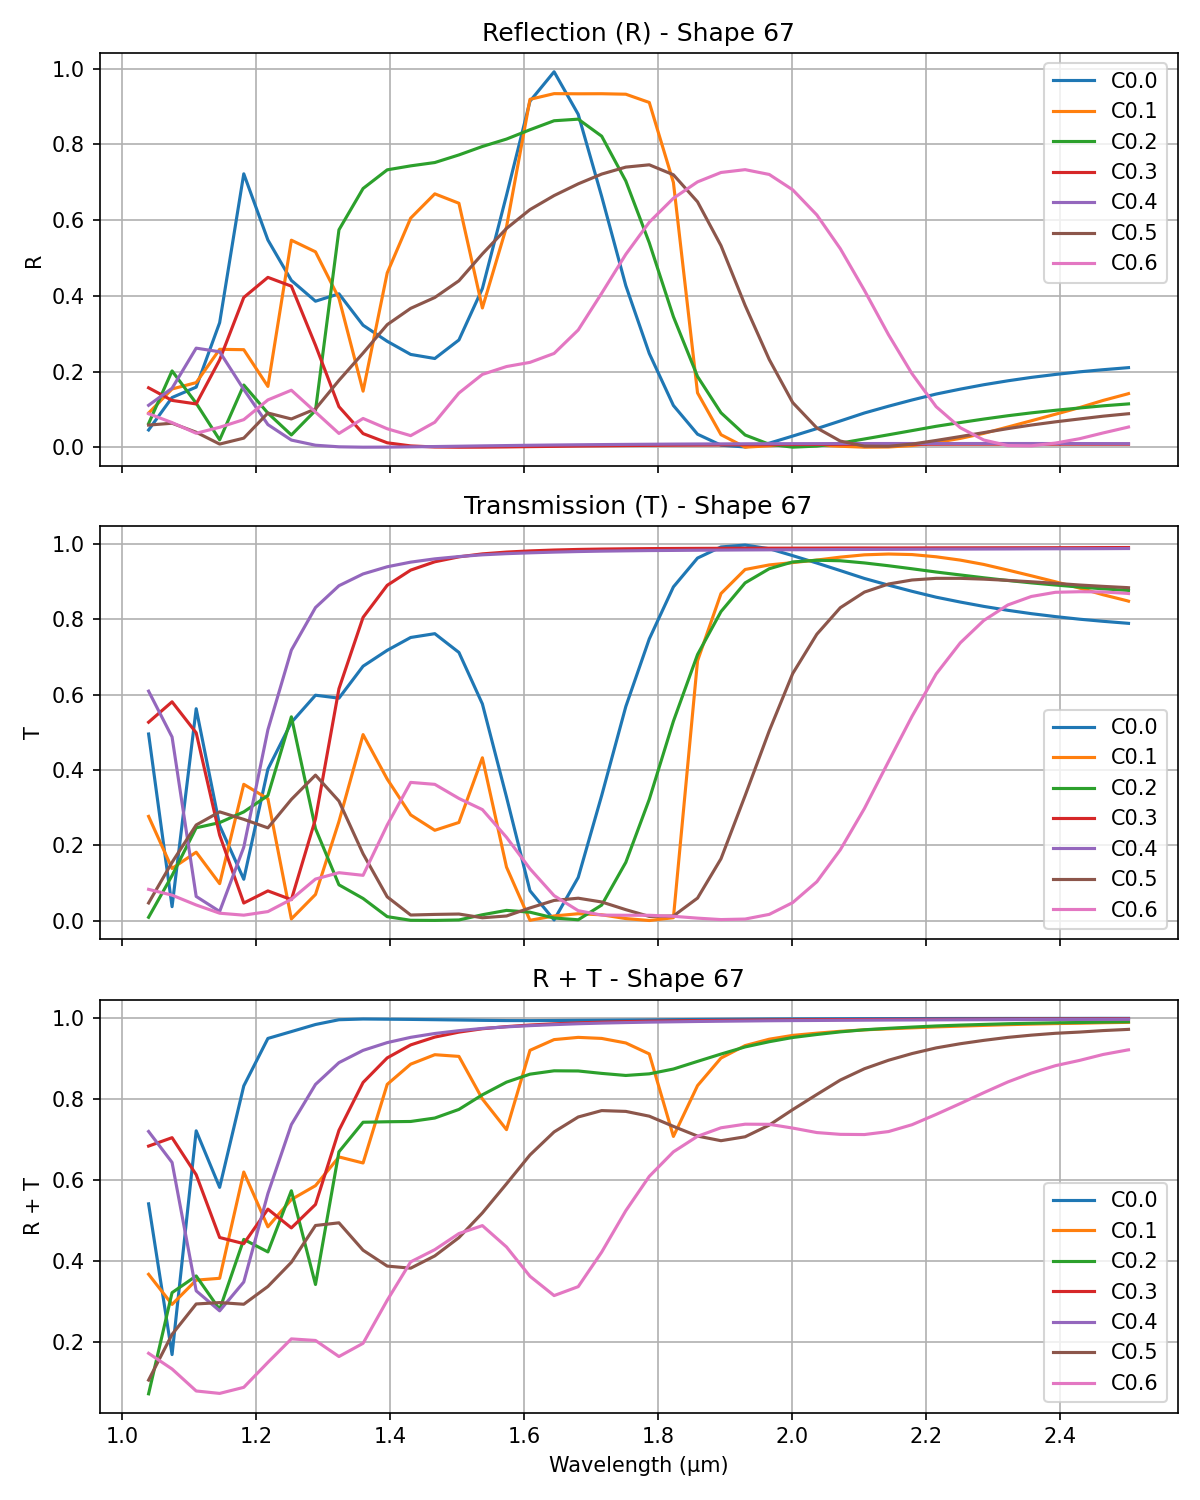 Reflection (R) - Shape 67
1.0
0.8
0.6
0.4
0.2
0.0
R
C0.0
C0.1
C0.2
C0.3
C0.4
C0.5
C0.6
Transmission (T) - Shape 67
1.0
0.8
0.6
0.4
0.2
0.0
T
C0.0
C0.1
C0.2
C0.3
C0.4
C0.5
C0.6
R + T - Shape 67
1.0
0.8
0.6
0.4
0.2
R + T
C0.0
C0.1
C0.2
C0.3
C0.4
C0.5
C0.6
1.0 1.2 1.4 1.6 1.8 2.0 2.2 2.4
Wavelength (μm)